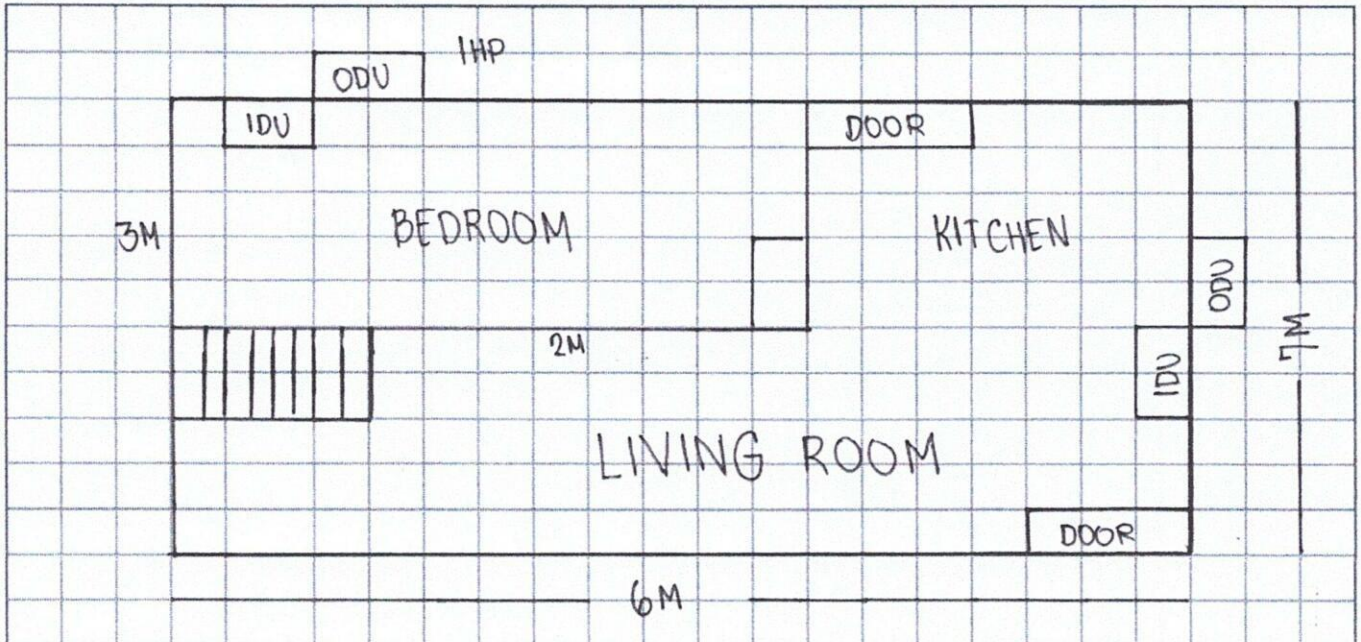 1HP
ODU
IDU
DOOR
3M
BEDROOM
KITCHEN
ODU
2M
IDU
7M
LIVING ROOM
DOOR
6M